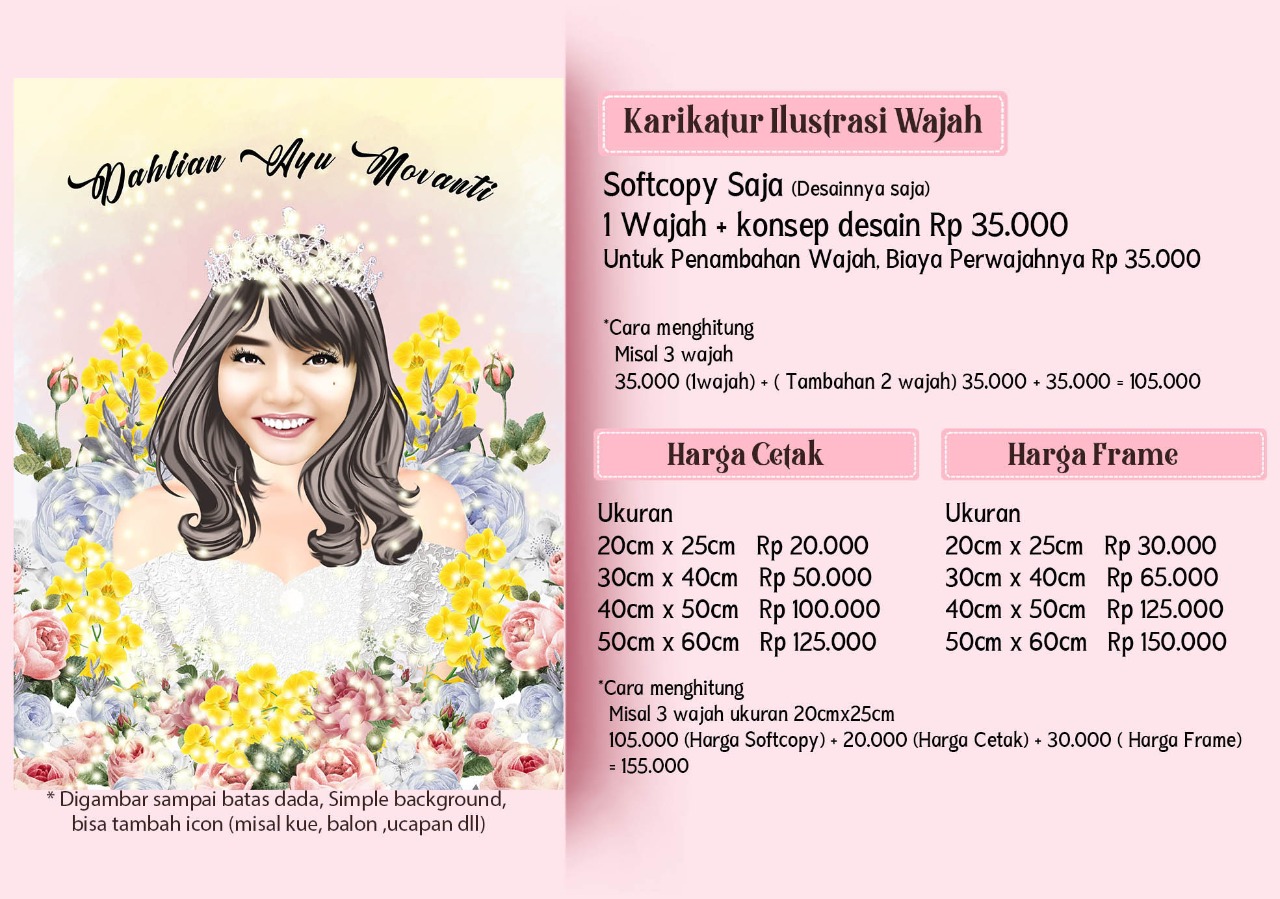 Dahlian Ayu Novanti
* Digambar sampai batas dada, Simple background,
bisa tambah icon (misal kue, balon ,ucapan dll)
Karikatur Ilustrasi Wajah
Softcopy Saja (Desainnya saja)
1 Wajah + konsep desain Rp 35.000
Untuk Penambahan Wajah, Biaya Perwajahnya Rp 35.000
*Cara menghitung
Misal 3 wajah
35.000 (1wajah) + ( Tambahan 2 wajah) 35.000 + 35.000 = 105.000
Harga Cetak
Ukuran
20cm x 25cm Rp 20.000
30cm x 40cm Rp 50.000
40cm x 50cm Rp 100.000
50cm x 60cm Rp 125.000
Harga Frame
Ukuran
20cm x 25cm Rp 30.000
30cm x 40cm Rp 65.000
40cm x 50cm Rp 125.000
50cm x 60cm Rp 150.000
*Cara menghitung
Misal 3 wajah ukuran 20cmx25cm
105.000 (Harga Softcopy) + 20.000 (Harga Cetak) + 30.000 ( Harga Frame)
= 155.000